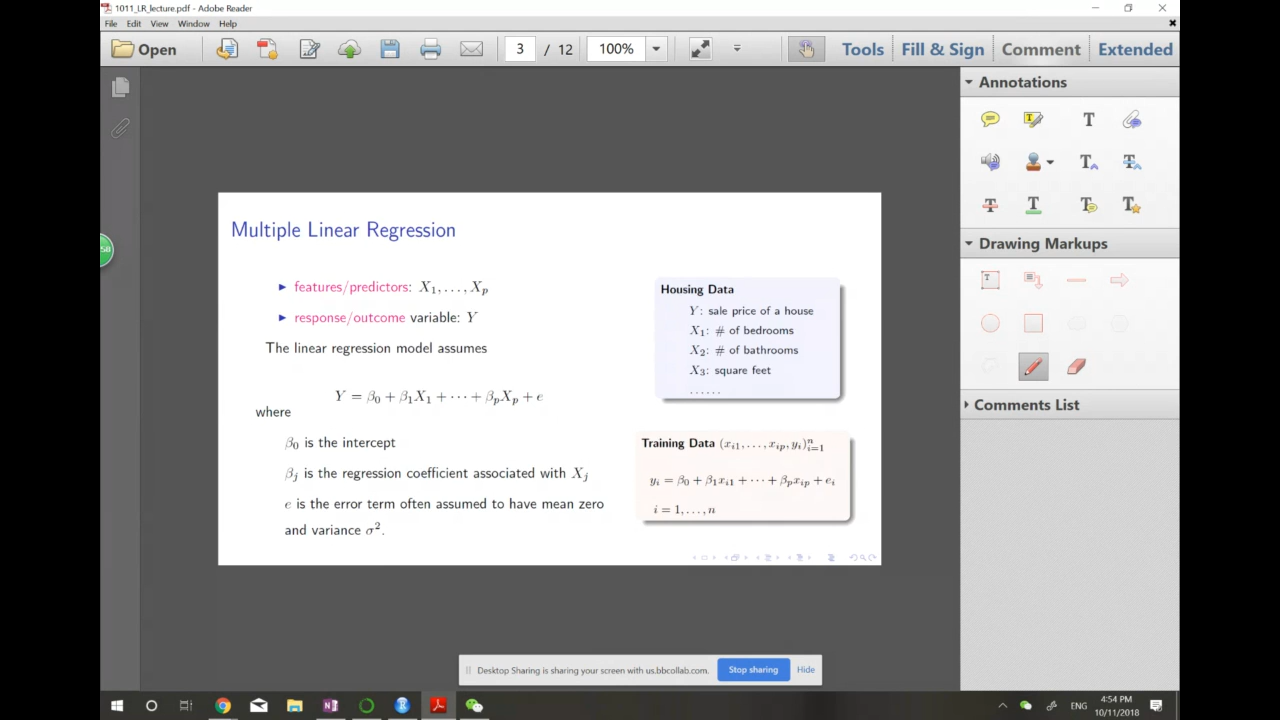 1011_LR_lecture.pdf - Adobe Reader
File Edit View Window Help
Open 3 / 12 100% Tools Fill & Sign Comment Extended
Annotations
Drawing Markups
Comments List
Multiple Linear Regression
▶ features/predictors: X₁, . . . , Xₚ
▶ response/outcome variable: Y
The linear regression model assumes
Y = β₀ + β₁X₁ + · · · + βₚXₚ + e
where
β₀ is the intercept
βⱼ is the regression coefficient associated with Xⱼ
e is the error term often assumed to have mean zero
and variance σ².
Housing Data
Y: sale price of a house
X₁: # of bedrooms
X₂: # of bathrooms
X₃: square feet
......
Training Data (xᵢ₁, . . . , xᵢₚ, yᵢ)ⁿᵢ₌₁
yᵢ = β₀ + β₁xᵢ₁ + · · · + βₚxᵢₚ + eᵢ
i = 1, . . . , n
Desktop Sharing is sharing your screen with us.bbcollab.com. Stop sharing Hide
ENG 4:54 PM
10/11/2018